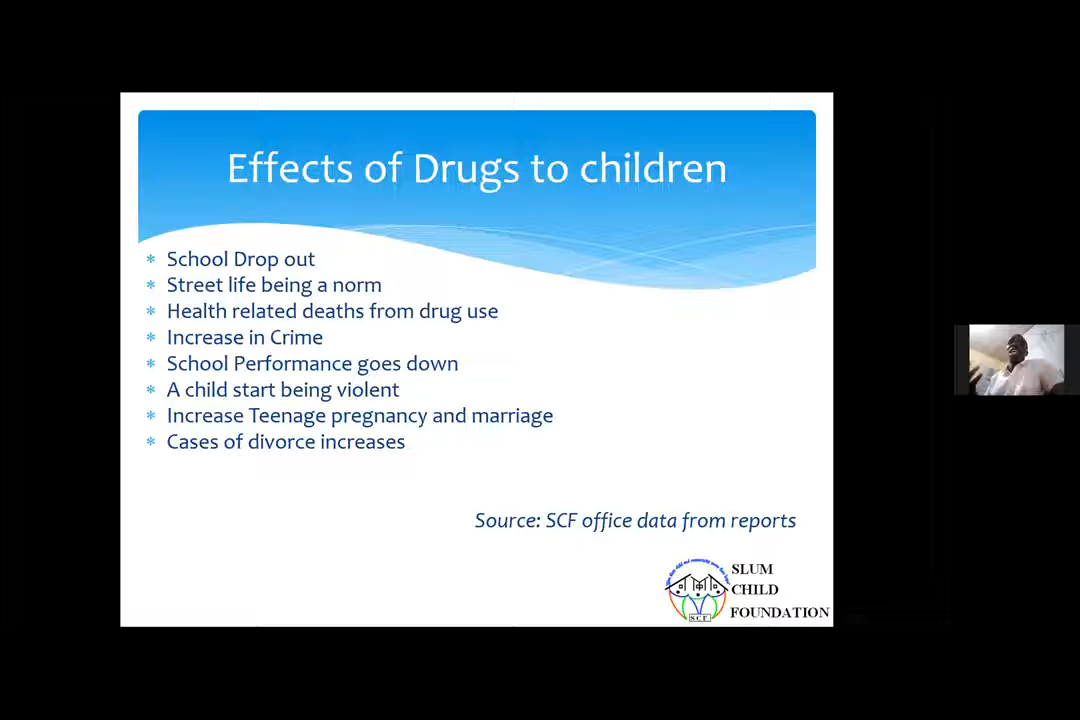 Effects of Drugs to children
* School Drop out
* Street life being a norm
* Health related deaths from drug use
* Increase in Crime
* School Performance goes down
* A child start being violent
* Increase Teenage pregnancy and marriage
* Cases of divorce increases
Source: SCF office data from reports
SLUM
CHILD
FOUNDATION
S.C.F